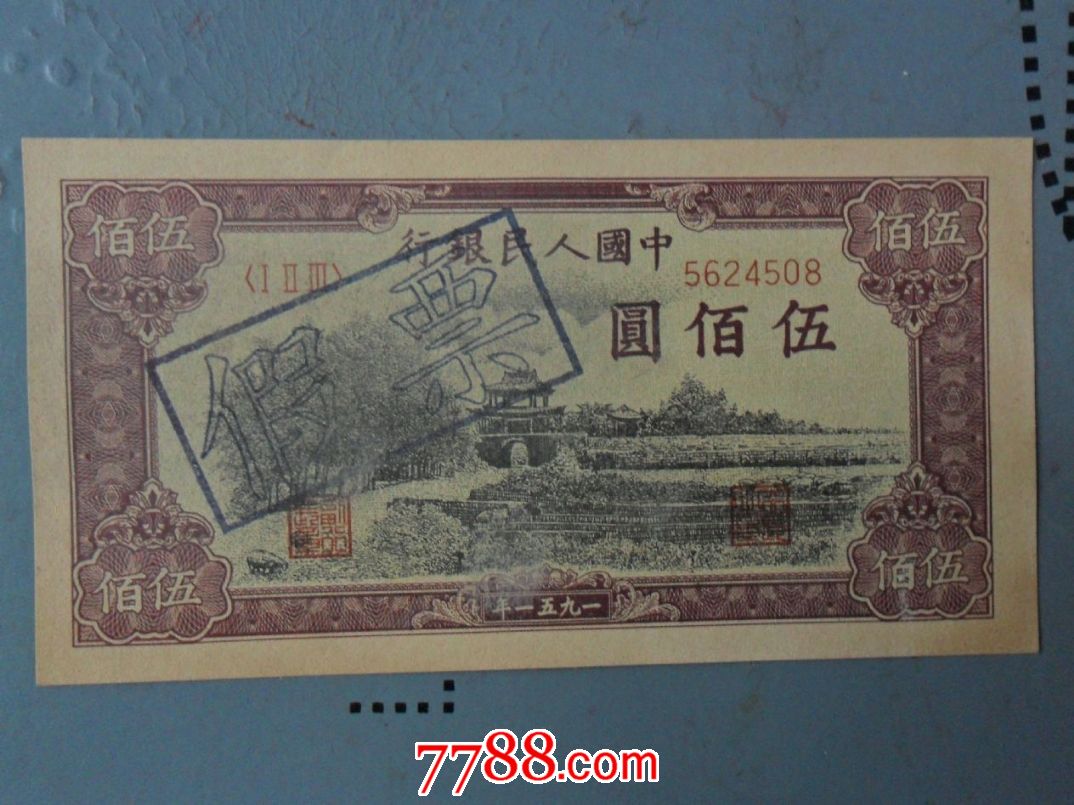 伍佰
伍佰
中國人民銀行
〈I II III〉
5624508
伍佰圓
假票
伍佰
伍佰
一九五一年
7788.com